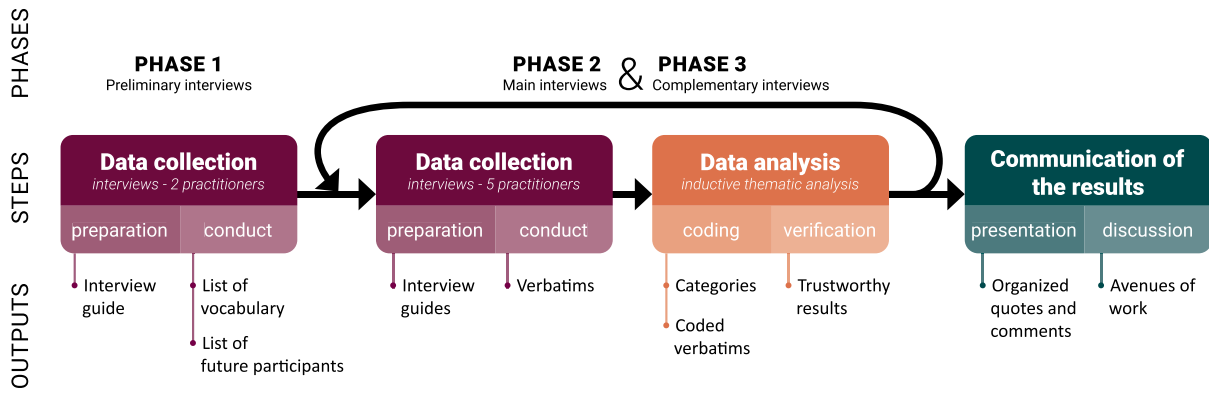 PHASES
PHASE 1
Preliminary interviews
PHASE 2 & PHASE 3
Main interviews Complementary interviews
STEPS
Data collection
interviews - 2 practitioners
preparation conduct
Data collection
interviews - 5 practitioners
preparation conduct
Data analysis
inductive thematic analysis
coding verification
Communication of
the results
presentation discussion
OUTPUTS
Interview
guide
List of
vocabulary
List of
future participants
Interview
guides
Verbatims
Categories
Coded
verbatims
Trustworthy
results
Organized
quotes and
comments
Avenues of
work